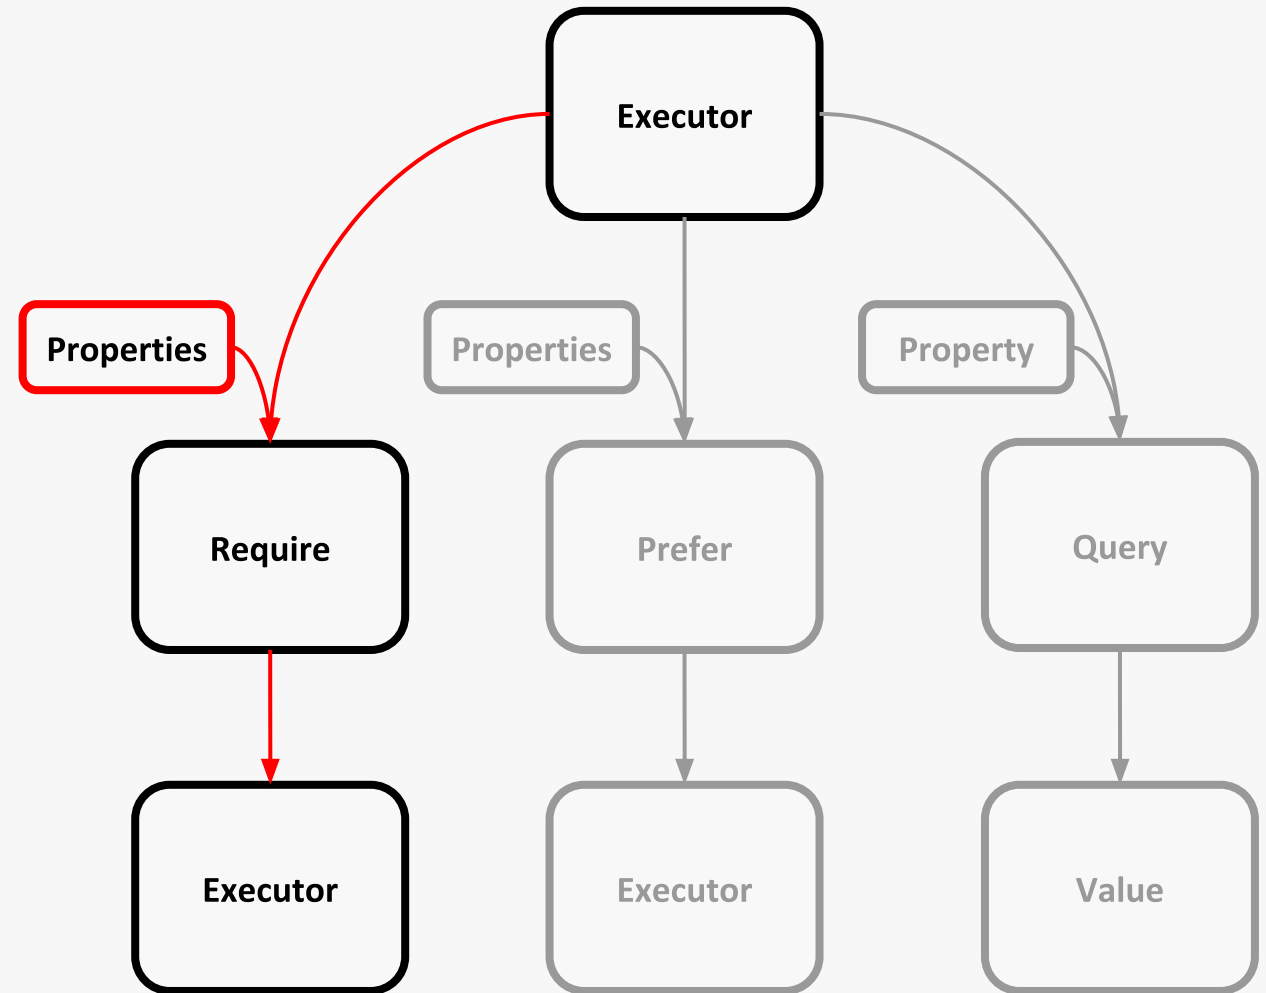 Executor
Properties
Properties
Property
Require
Prefer
Query
Executor
Executor
Value